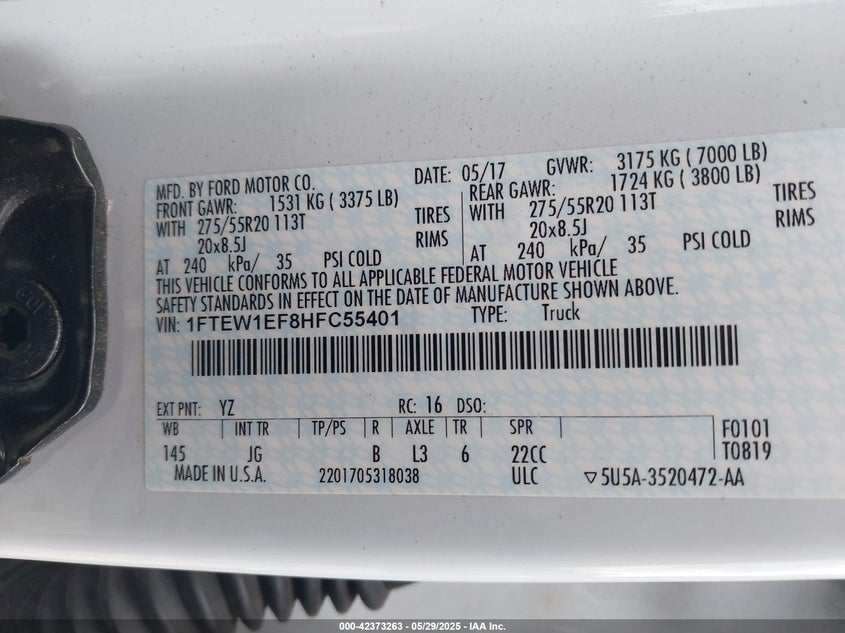 MFD. BY FORD MOTOR CO. DATE: 05/17 GVWR: 3175 KG ( 7000 LB)
FRONT GAWR: 1531 KG ( 3375 LB) REAR GAWR: 1724 KG ( 3800 LB)
WITH 275/55R20 113T TIRES WITH 275/55R20 113T TIRES
20x8.5J RIMS 20x8.5J RIMS
AT 240 kPa/ 35 PSI COLD AT 240 kPa/ 35 PSI COLD
THIS VEHICLE CONFORMS TO ALL APPLICABLE FEDERAL MOTOR VEHICLE
SAFETY STANDARDS IN EFFECT ON THE DATE OF MANUFACTURE SHOWN ABOVE.
VIN: 1FTEW1EF8HFC55401 TYPE: Truck
EXT PNT: YZ RC: 16 DSO:
WB INT TR TP/PS R AXLE TR SPR F0101
145 JG B L3 6 22CC T0819
MADE IN U.S.A. 2201705318038 ULC ▽5U5A-3520472-AA
000-42373263 - 05/29/2025 - IAA Inc.